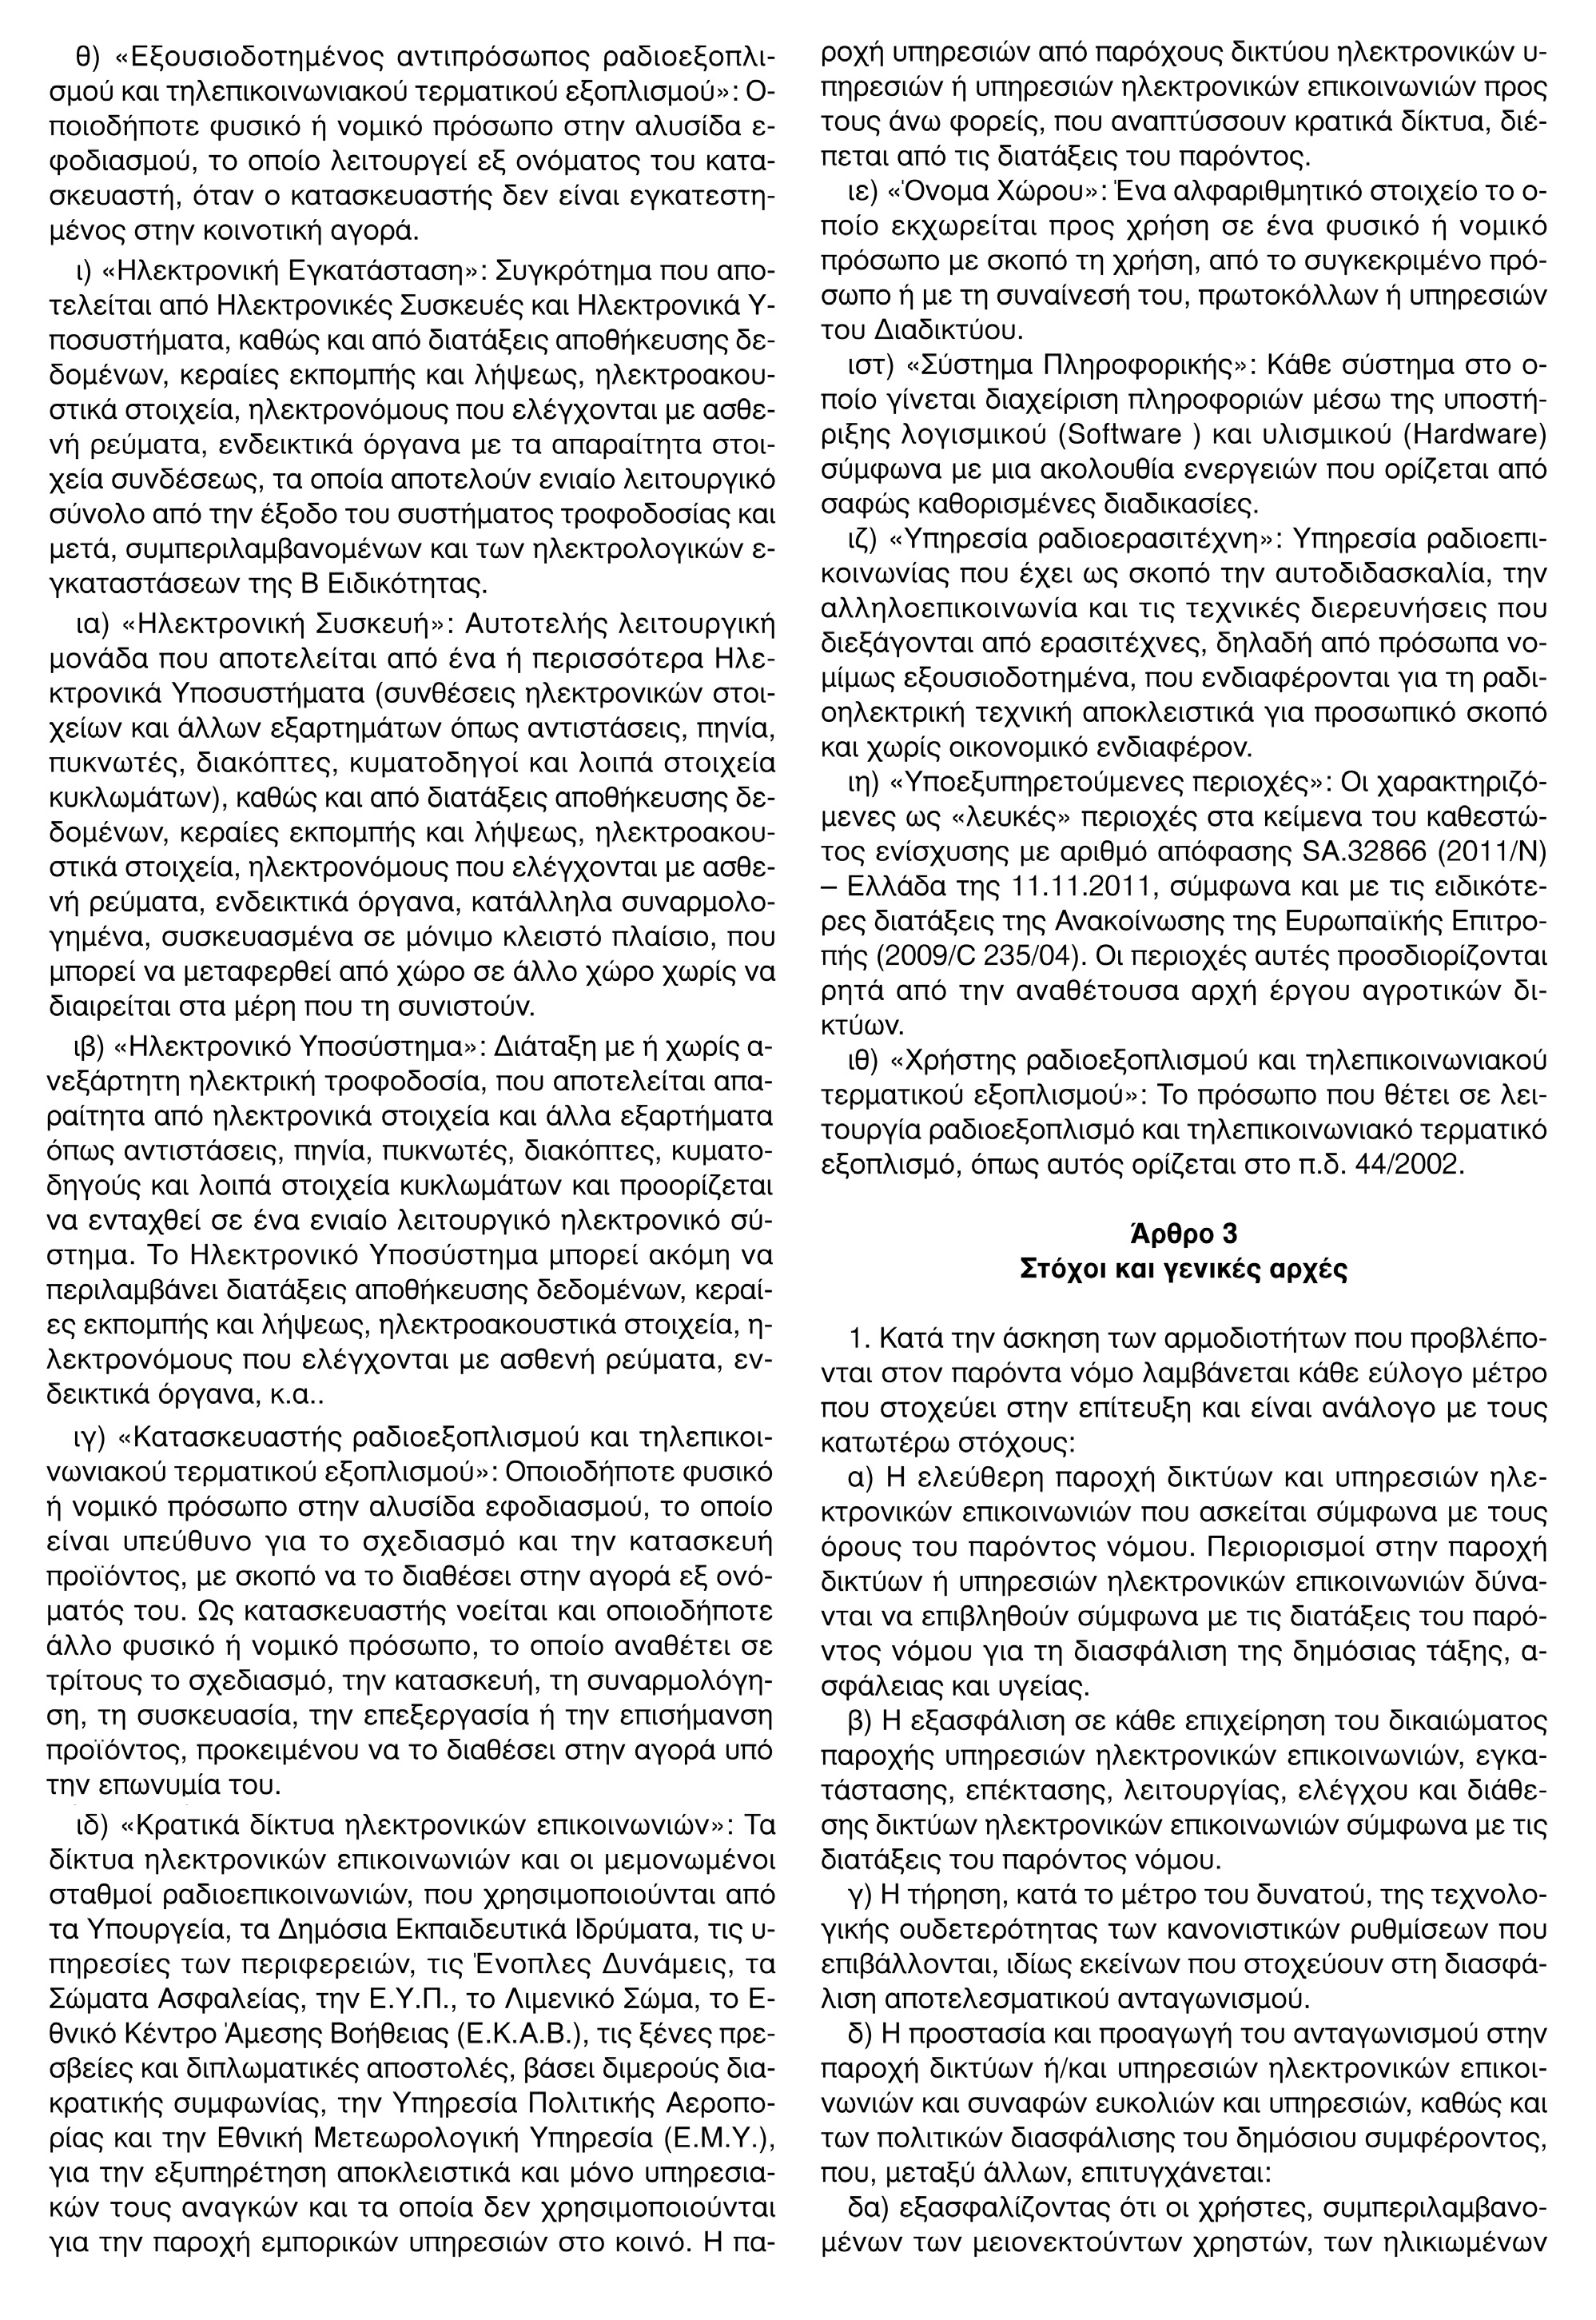 θ) «Εξουσιοδοτημένος αντιπρόσωπος ραδιοεξοπλι-
σμού και τηλεπικοινωνιακού τερματικού εξοπλισμού»: Ο-
ποιοδήποτε φυσικό ή νομικό πρόσωπο στην αλυσίδα ε-
φοδιασμού, το οποίο λειτουργεί εξ ονόματος του κατα-
σκευαστή, όταν ο κατασκευαστής δεν είναι εγκατεστη-
μένος στην κοινοτική αγορά.
ι) «Ηλεκτρονική Εγκατάσταση»: Συγκρότημα που απο-
τελείται από Ηλεκτρονικές Συσκευές και Ηλεκτρονικά Υ-
ποσυστήματα, καθώς και από διατάξεις αποθήκευσης δε-
δομένων, κεραίες εκπομπής και λήψεως, ηλεκτροακου-
στικά στοιχεία, ηλεκτρονόμους που ελέγχονται με ασθε-
νή ρεύματα, ενδεικτικά όργανα με τα απαραίτητα στοι-
χεία συνδέσεως, τα οποία αποτελούν ενιαίο λειτουργικό
σύνολο από την έξοδο του συστήματος τροφοδοσίας και
μετά, συμπεριλαμβανομένων και των ηλεκτρολογικών ε-
γκαταστάσεων της Β Ειδικότητας.
ια) «Ηλεκτρονική Συσκευή»: Αυτοτελής λειτουργική
μονάδα που αποτελείται από ένα ή περισσότερα Ηλε-
κτρονικά Υποσυστήματα (συνθέσεις ηλεκτρονικών στοι-
χείων και άλλων εξαρτημάτων όπως αντιστάσεις, πηνία,
πυκνωτές, διακόπτες, κυματοδηγοί και λοιπά στοιχεία
κυκλωμάτων), καθώς και από διατάξεις αποθήκευσης δε-
δομένων, κεραίες εκπομπής και λήψεως, ηλεκτροακου-
στικά στοιχεία, ηλεκτρονόμους που ελέγχονται με ασθε-
νή ρεύματα, ενδεικτικά όργανα, κατάλληλα συναρμολο-
γημένα, συσκευασμένα σε μόνιμο κλειστό πλαίσιο, που
μπορεί να μεταφερθεί από χώρο σε άλλο χώρο χωρίς να
διαιρείται στα μέρη που τη συνιστούν.
ιβ) «Ηλεκτρονικό Υποσύστημα»: Διάταξη με ή χωρίς α-
νεξάρτητη ηλεκτρική τροφοδοσία, που αποτελείται απα-
ραίτητα από ηλεκτρονικά στοιχεία και άλλα εξαρτήματα
όπως αντιστάσεις, πηνία, πυκνωτές, διακόπτες, κυματο-
δηγούς και λοιπά στοιχεία κυκλωμάτων και προορίζεται
να ενταχθεί σε ένα ενιαίο λειτουργικό ηλεκτρονικό σύ-
στημα. Το Ηλεκτρονικό Υποσύστημα μπορεί ακόμη να
περιλαμβάνει διατάξεις αποθήκευσης δεδομένων, κεραί-
ες εκπομπής και λήψεως, ηλεκτροακουστικά στοιχεία, η-
λεκτρονόμους που ελέγχονται με ασθενή ρεύματα, εν-
δεικτικά όργανα, κ.α..
ιγ) «Κατασκευαστής ραδιοεξοπλισμού και τηλεπικοι-
νωνιακού τερματικού εξοπλισμού»: Οποιοδήποτε φυσικό
ή νομικό πρόσωπο στην αλυσίδα εφοδιασμού, το οποίο
είναι υπεύθυνο για το σχεδιασμό και την κατασκευή
προϊόντος, με σκοπό να το διαθέσει στην αγορά εξ ονό-
ματός του. Ως κατασκευαστής νοείται και οποιοδήποτε
άλλο φυσικό ή νομικό πρόσωπο, το οποίο αναθέτει σε
τρίτους το σχεδιασμό, την κατασκευή, τη συναρμολόγη-
ση, τη συσκευασία, την επεξεργασία ή την επισήμανση
προϊόντος, προκειμένου να το διαθέσει στην αγορά υπό
την επωνυμία του.
ιδ) «Κρατικά δίκτυα ηλεκτρονικών επικοινωνιών»: Τα
δίκτυα ηλεκτρονικών επικοινωνιών και οι μεμονωμένοι
σταθμοί ραδιοεπικοινωνιών, που χρησιμοποιούνται από
τα Υπουργεία, τα Δημόσια Εκπαιδευτικά Ιδρύματα, τις υ-
πηρεσίες των περιφερειών, τις Ένοπλες Δυνάμεις, τα
Σώματα Ασφαλείας, την Ε.Υ.Π., το Λιμενικό Σώμα, το Ε-
θνικό Κέντρο Άμεσης Βοήθειας (Ε.Κ.Α.Β.), τις ξένες πρε-
σβείες και διπλωματικές αποστολές, βάσει διμερούς δια-
κρατικής συμφωνίας, την Υπηρεσία Πολιτικής Αεροπο-
ρίας και την Εθνική Μετεωρολογική Υπηρεσία (Ε.Μ.Υ.),
για την εξυπηρέτηση αποκλειστικά και μόνο υπηρεσια-
κών τους αναγκών και τα οποία δεν χρησιμοποιούνται
για την παροχή εμπορικών υπηρεσιών στο κοινό. Η πα-
ροχή υπηρεσιών από παρόχους δικτύου ηλεκτρονικών υ-
πηρεσιών ή υπηρεσιών ηλεκτρονικών επικοινωνιών προς
τους άνω φορείς, που αναπτύσσουν κρατικά δίκτυα, διέ-
πεται από τις διατάξεις του παρόντος.
ιε) «Όνομα Χώρου»: Ένα αλφαριθμητικό στοιχείο το ο-
ποίο εκχωρείται προς χρήση σε ένα φυσικό ή νομικό
πρόσωπο με σκοπό τη χρήση, από το συγκεκριμένο πρό-
σωπο ή με τη συναίνεσή του, πρωτοκόλλων ή υπηρεσιών
του Διαδικτύου.
ιστ) «Σύστημα Πληροφορικής»: Κάθε σύστημα στο ο-
ποίο γίνεται διαχείριση πληροφοριών μέσω της υποστή-
ριξης λογισμικού (Software ) και υλισμικού (Hardware)
σύμφωνα με μια ακολουθία ενεργειών που ορίζεται από
σαφώς καθορισμένες διαδικασίες.
ιζ) «Υπηρεσία ραδιοερασιτέχνη»: Υπηρεσία ραδιοεπι-
κοινωνίας που έχει ως σκοπό την αυτοδιδασκαλία, την
αλληλοεπικοινωνία και τις τεχνικές διερευνήσεις που
διεξάγονται από ερασιτέχνες, δηλαδή από πρόσωπα νο-
μίμως εξουσιοδοτημένα, που ενδιαφέρονται για τη ραδι-
οηλεκτρική τεχνική αποκλειστικά για προσωπικό σκοπό
και χωρίς οικονομικό ενδιαφέρον.
ιη) «Υποεξυπηρετούμενες περιοχές»: Οι χαρακτηριζό-
μενες ως «λευκές» περιοχές στα κείμενα του καθεστώ-
τος ενίσχυσης με αριθμό απόφασης SA.32866 (2011/N)
– Ελλάδα της 11.11.2011, σύμφωνα και με τις ειδικότε-
ρες διατάξεις της Ανακοίνωσης της Ευρωπαϊκής Επιτρο-
πής (2009/C 235/04). Οι περιοχές αυτές προσδιορίζονται
ρητά από την αναθέτουσα αρχή έργου αγροτικών δι-
κτύων.
ιθ) «Χρήστης ραδιοεξοπλισμού και τηλεπικοινωνιακού
τερματικού εξοπλισμού»: Το πρόσωπο που θέτει σε λει-
τουργία ραδιοεξοπλισμό και τηλεπικοινωνιακό τερματικό
εξοπλισμό, όπως αυτός ορίζεται στο π.δ. 44/2002.
Άρθρο 3
Στόχοι και γενικές αρχές
1. Κατά την άσκηση των αρμοδιοτήτων που προβλέπο-
νται στον παρόντα νόμο λαμβάνεται κάθε εύλογο μέτρο
που στοχεύει στην επίτευξη και είναι ανάλογο με τους
κατωτέρω στόχους:
α) Η ελεύθερη παροχή δικτύων και υπηρεσιών ηλε-
κτρονικών επικοινωνιών που ασκείται σύμφωνα με τους
όρους του παρόντος νόμου. Περιορισμοί στην παροχή
δικτύων ή υπηρεσιών ηλεκτρονικών επικοινωνιών δύνα-
νται να επιβληθούν σύμφωνα με τις διατάξεις του παρό-
ντος νόμου για τη διασφάλιση της δημόσιας τάξης, α-
σφάλειας και υγείας.
β) Η εξασφάλιση σε κάθε επιχείρηση του δικαιώματος
παροχής υπηρεσιών ηλεκτρονικών επικοινωνιών, εγκα-
τάστασης, επέκτασης, λειτουργίας, ελέγχου και διάθε-
σης δικτύων ηλεκτρονικών επικοινωνιών σύμφωνα με τις
διατάξεις του παρόντος νόμου.
γ) Η τήρηση, κατά το μέτρο του δυνατού, της τεχνολο-
γικής ουδετερότητας των κανονιστικών ρυθμίσεων που
επιβάλλονται, ιδίως εκείνων που στοχεύουν στη διασφά-
λιση αποτελεσματικού ανταγωνισμού.
δ) Η προστασία και προαγωγή του ανταγωνισμού στην
παροχή δικτύων ή/και υπηρεσιών ηλεκτρονικών επικοι-
νωνιών και συναφών ευκολιών και υπηρεσιών, καθώς και
των πολιτικών διασφάλισης του δημόσιου συμφέροντος,
που, μεταξύ άλλων, επιτυγχάνεται:
δα) εξασφαλίζοντας ότι οι χρήστες, συμπεριλαμβανο-
μένων των μειονεκτούντων χρηστών, των ηλικιωμένων